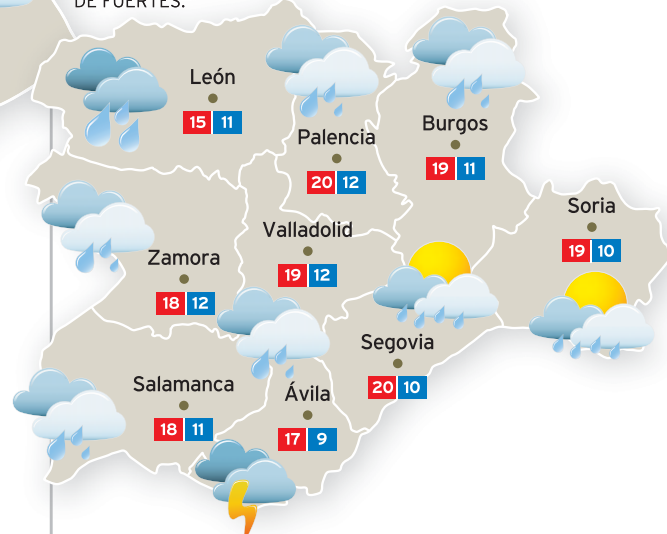 DE FUERTES.
León
15 11
Palencia
20 12
Burgos
19 11
Soria
19 10
Valladolid
19 12
Zamora
18 12
Segovia
20 10
Salamanca
18 11
Ávila
17 9